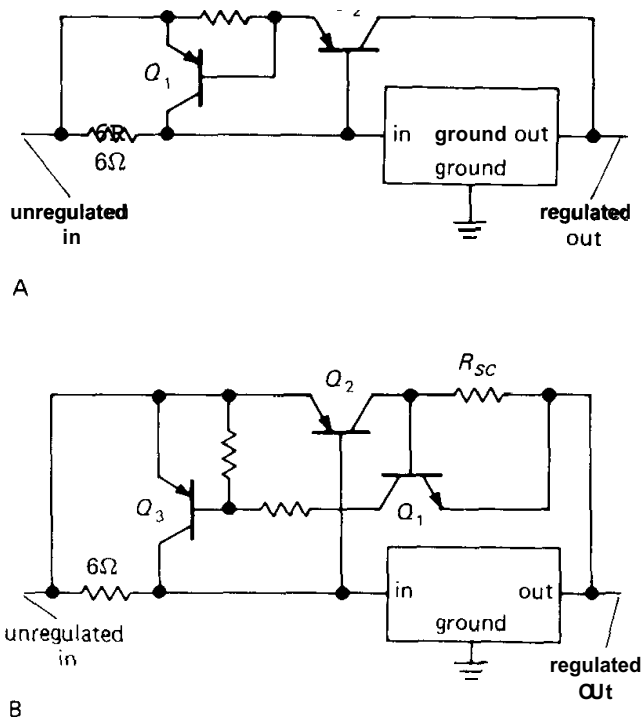 Q1
6Ω
in ground out
ground
unregulated
in
regulated
out
A
Q2
RSC
Q3
Q1
6Ω
in out
ground
unregulated
in
regulated
out
B